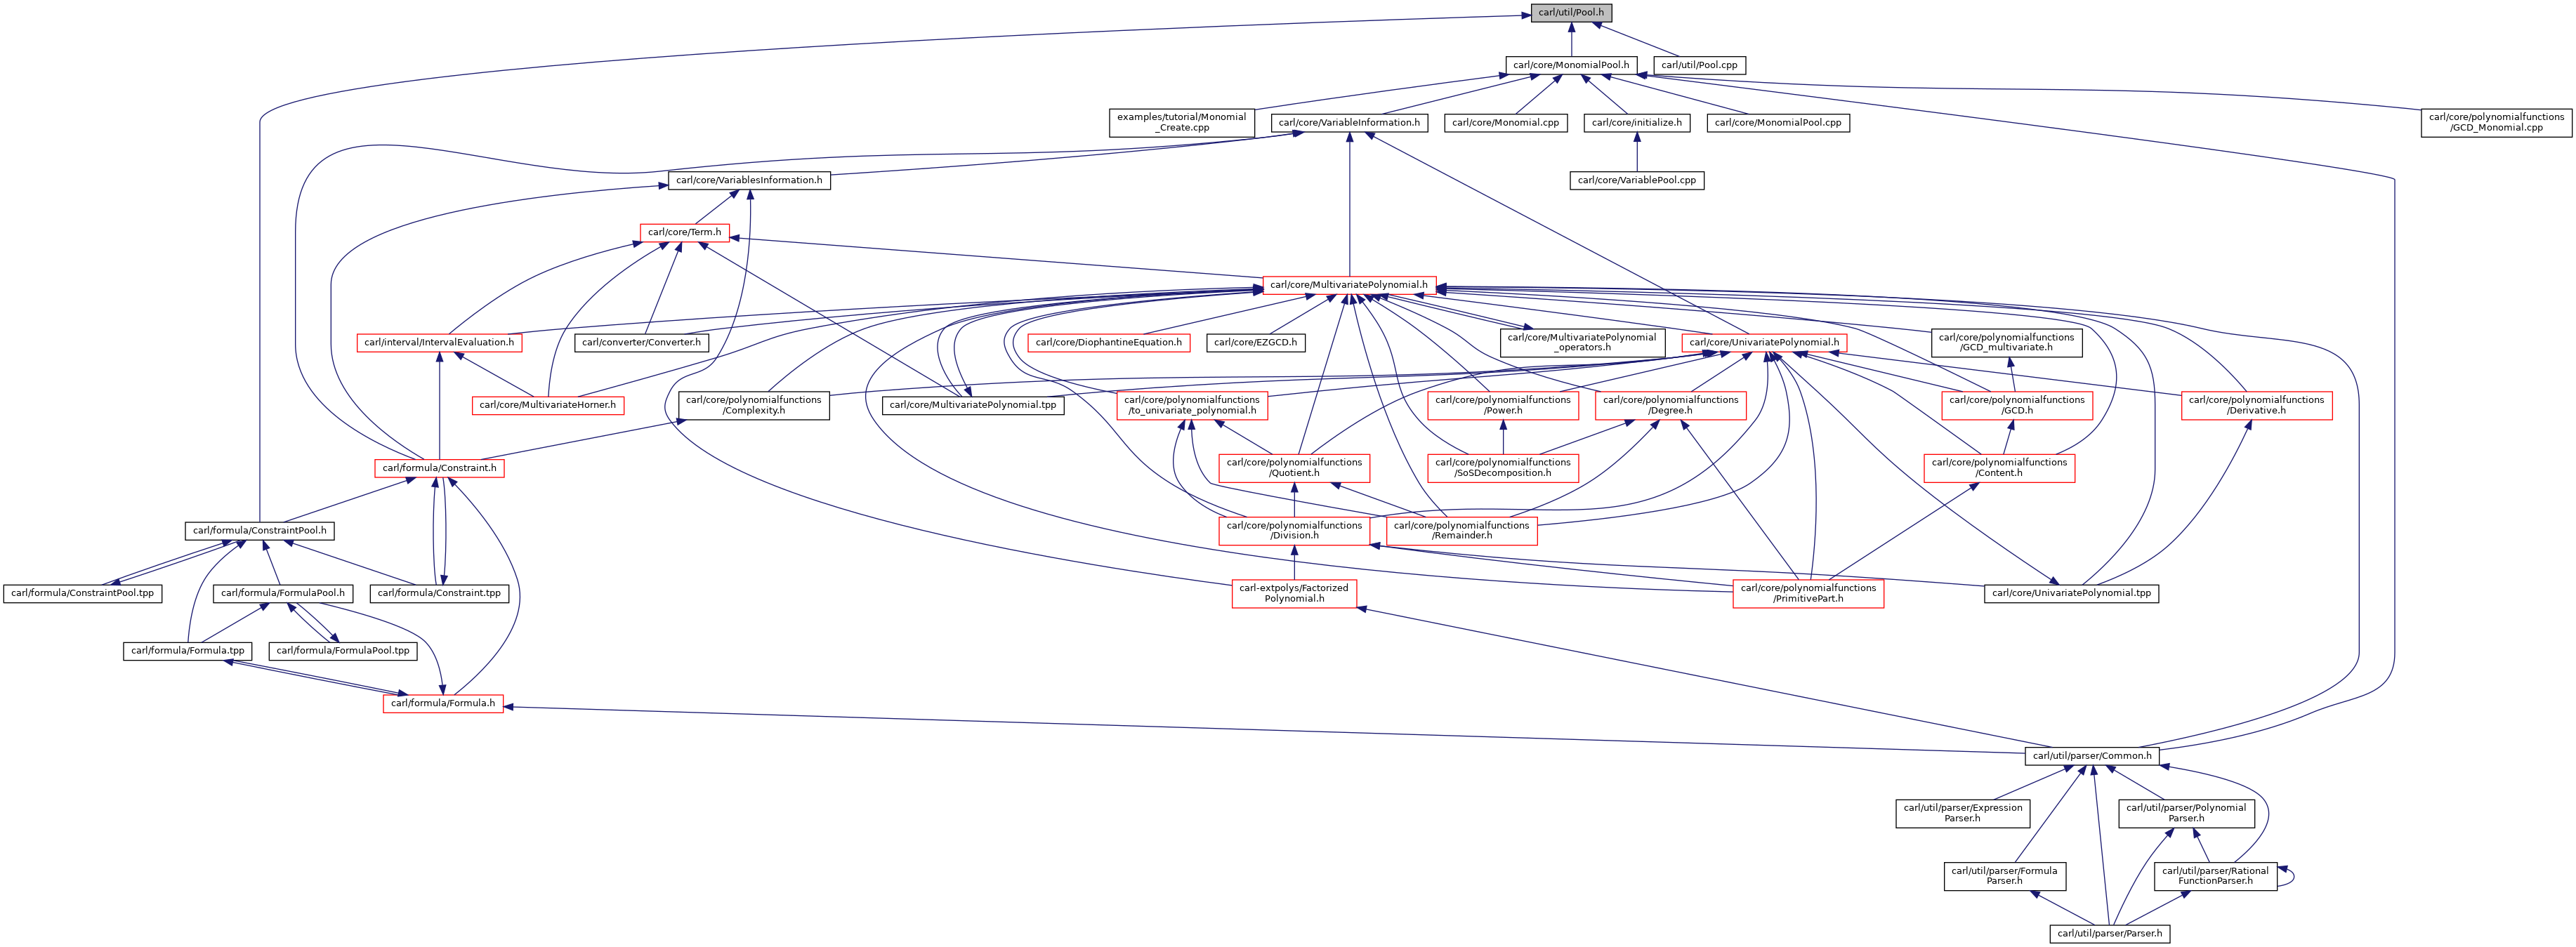 carl/util/Pool.h
carl/core/MonomialPool.h
carl/util/Pool.cpp
examples/tutorial/Monomial
_Create.cpp
carl/core/VariableInformation.h
carl/core/Monomial.cpp
carl/core/initialize.h
carl/core/MonomialPool.cpp
carl/core/polynomialfunctions
/GCD_Monomial.cpp
carl/core/VariablesInformation.h
carl/core/VariablePool.cpp
carl/core/Term.h
carl/core/MultivariatePolynomial.h
carl/interval/IntervalEvaluation.h
carl/converter/Converter.h
carl/core/DiophantineEquation.h
carl/core/EZGCD.h
carl/core/MultivariatePolynomial
_operators.h
carl/core/UnivariatePolynomial.h
carl/core/polynomialfunctions
/GCD_multivariate.h
carl/core/MultivariateHorner.h
carl/core/polynomialfunctions
/Complexity.h
carl/core/MultivariatePolynomial.tpp
carl/core/polynomialfunctions
/to_univariate_polynomial.h
carl/core/polynomialfunctions
/Power.h
carl/core/polynomialfunctions
/Degree.h
carl/core/polynomialfunctions
/GCD.h
carl/core/polynomialfunctions
/Derivative.h
carl/formula/Constraint.h
carl/core/polynomialfunctions
/Quotient.h
carl/core/polynomialfunctions
/SoSDecomposition.h
carl/core/polynomialfunctions
/Content.h
carl/formula/ConstraintPool.h
carl/core/polynomialfunctions
/Division.h
carl/core/polynomialfunctions
/Remainder.h
carl/formula/ConstraintPool.tpp
carl/formula/FormulaPool.h
carl/formula/Constraint.tpp
carl-extpolys/Factorized
Polynomial.h
carl/core/polynomialfunctions
/PrimitivePart.h
carl/core/UnivariatePolynomial.tpp
carl/formula/Formula.tpp
carl/formula/FormulaPool.tpp
carl/formula/Formula.h
carl/util/parser/Common.h
carl/util/parser/Expression
Parser.h
carl/util/parser/Polynomial
Parser.h
carl/util/parser/Formula
Parser.h
carl/util/parser/Rational
FunctionParser.h
carl/util/parser/Parser.h